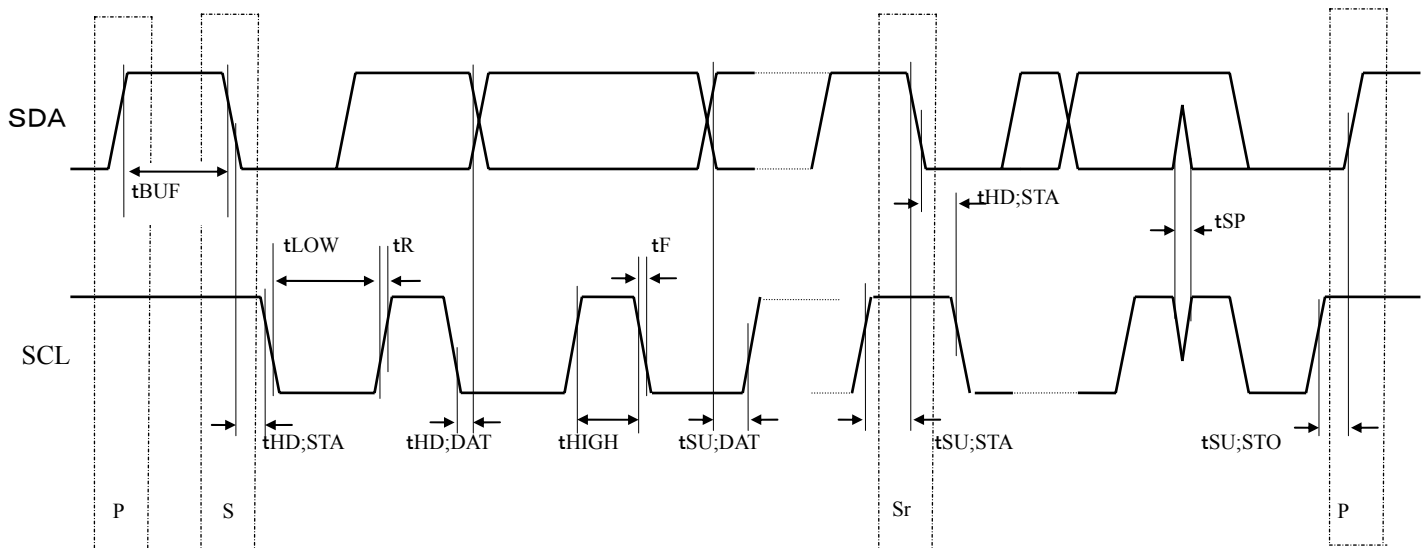 SDA
tBUF
tHD;STA
tSP
tLOW
tR
tF
SCL
tHD;STA
tHD;DAT
tHIGH
tSU;DAT
tSU;STA
tSU;STO
P
S
Sr
P